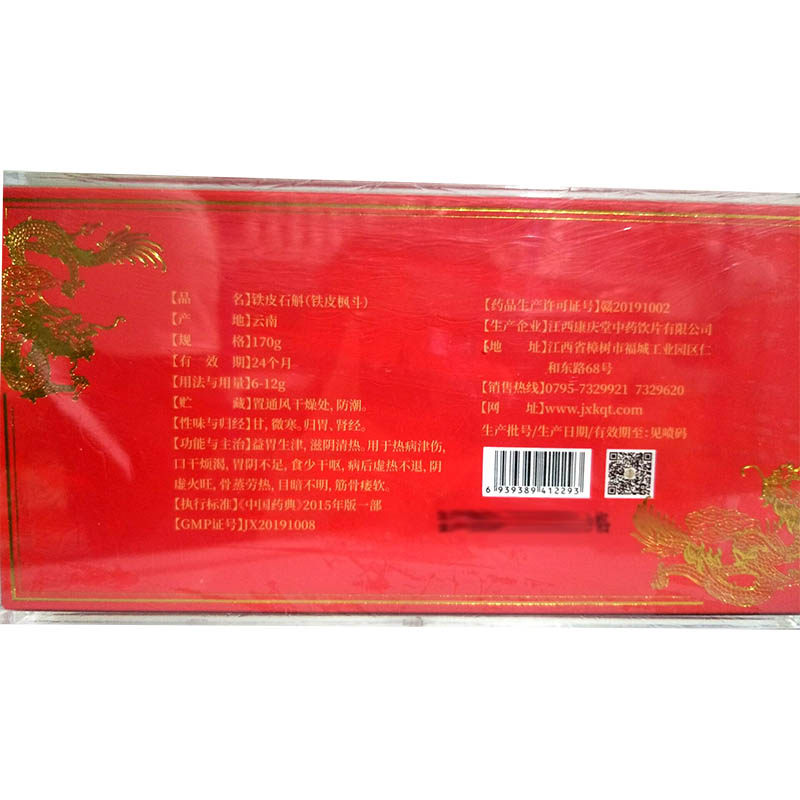 【品 名】铁皮石斛(铁皮枫斗)
【产 地】云南
【规 格】170g
【有 效 期】24个月
【用法与用量】6-12g
【贮 藏】置通风干燥处,防潮。
【性味与归经】甘,微寒。归胃、肾经。
【功能与主治】益胃生津,滋阴清热。用于热病津伤,
口干烦渴,胃阴不足,食少干呕,病后虚热不退,阴
虚火旺,骨蒸劳热,目暗不明,筋骨痿软。
【执行标准】《中国药典》2015年版一部
【GMP证号】JX20191008
【药品生产许可证号】赣20191002
【生产企业】江西康庆堂中药饮片有限公司
【地 址】江西省樟树市福城工业园区仁
和东路68号
【销售热线】0795-7329921 7329620
【网 址】www.jxkqt.com
生产批号/生产日期/有效期至:见喷码
6 939389 412293
格